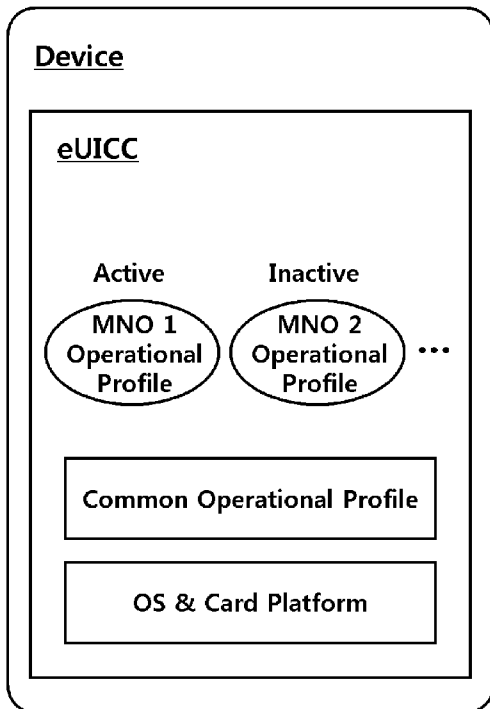 Device
eUICC
Active
Inactive
MNO 1
Operational
Profile
MNO 2
Operational
Profile
•••
Common Operational Profile
OS & Card Platform